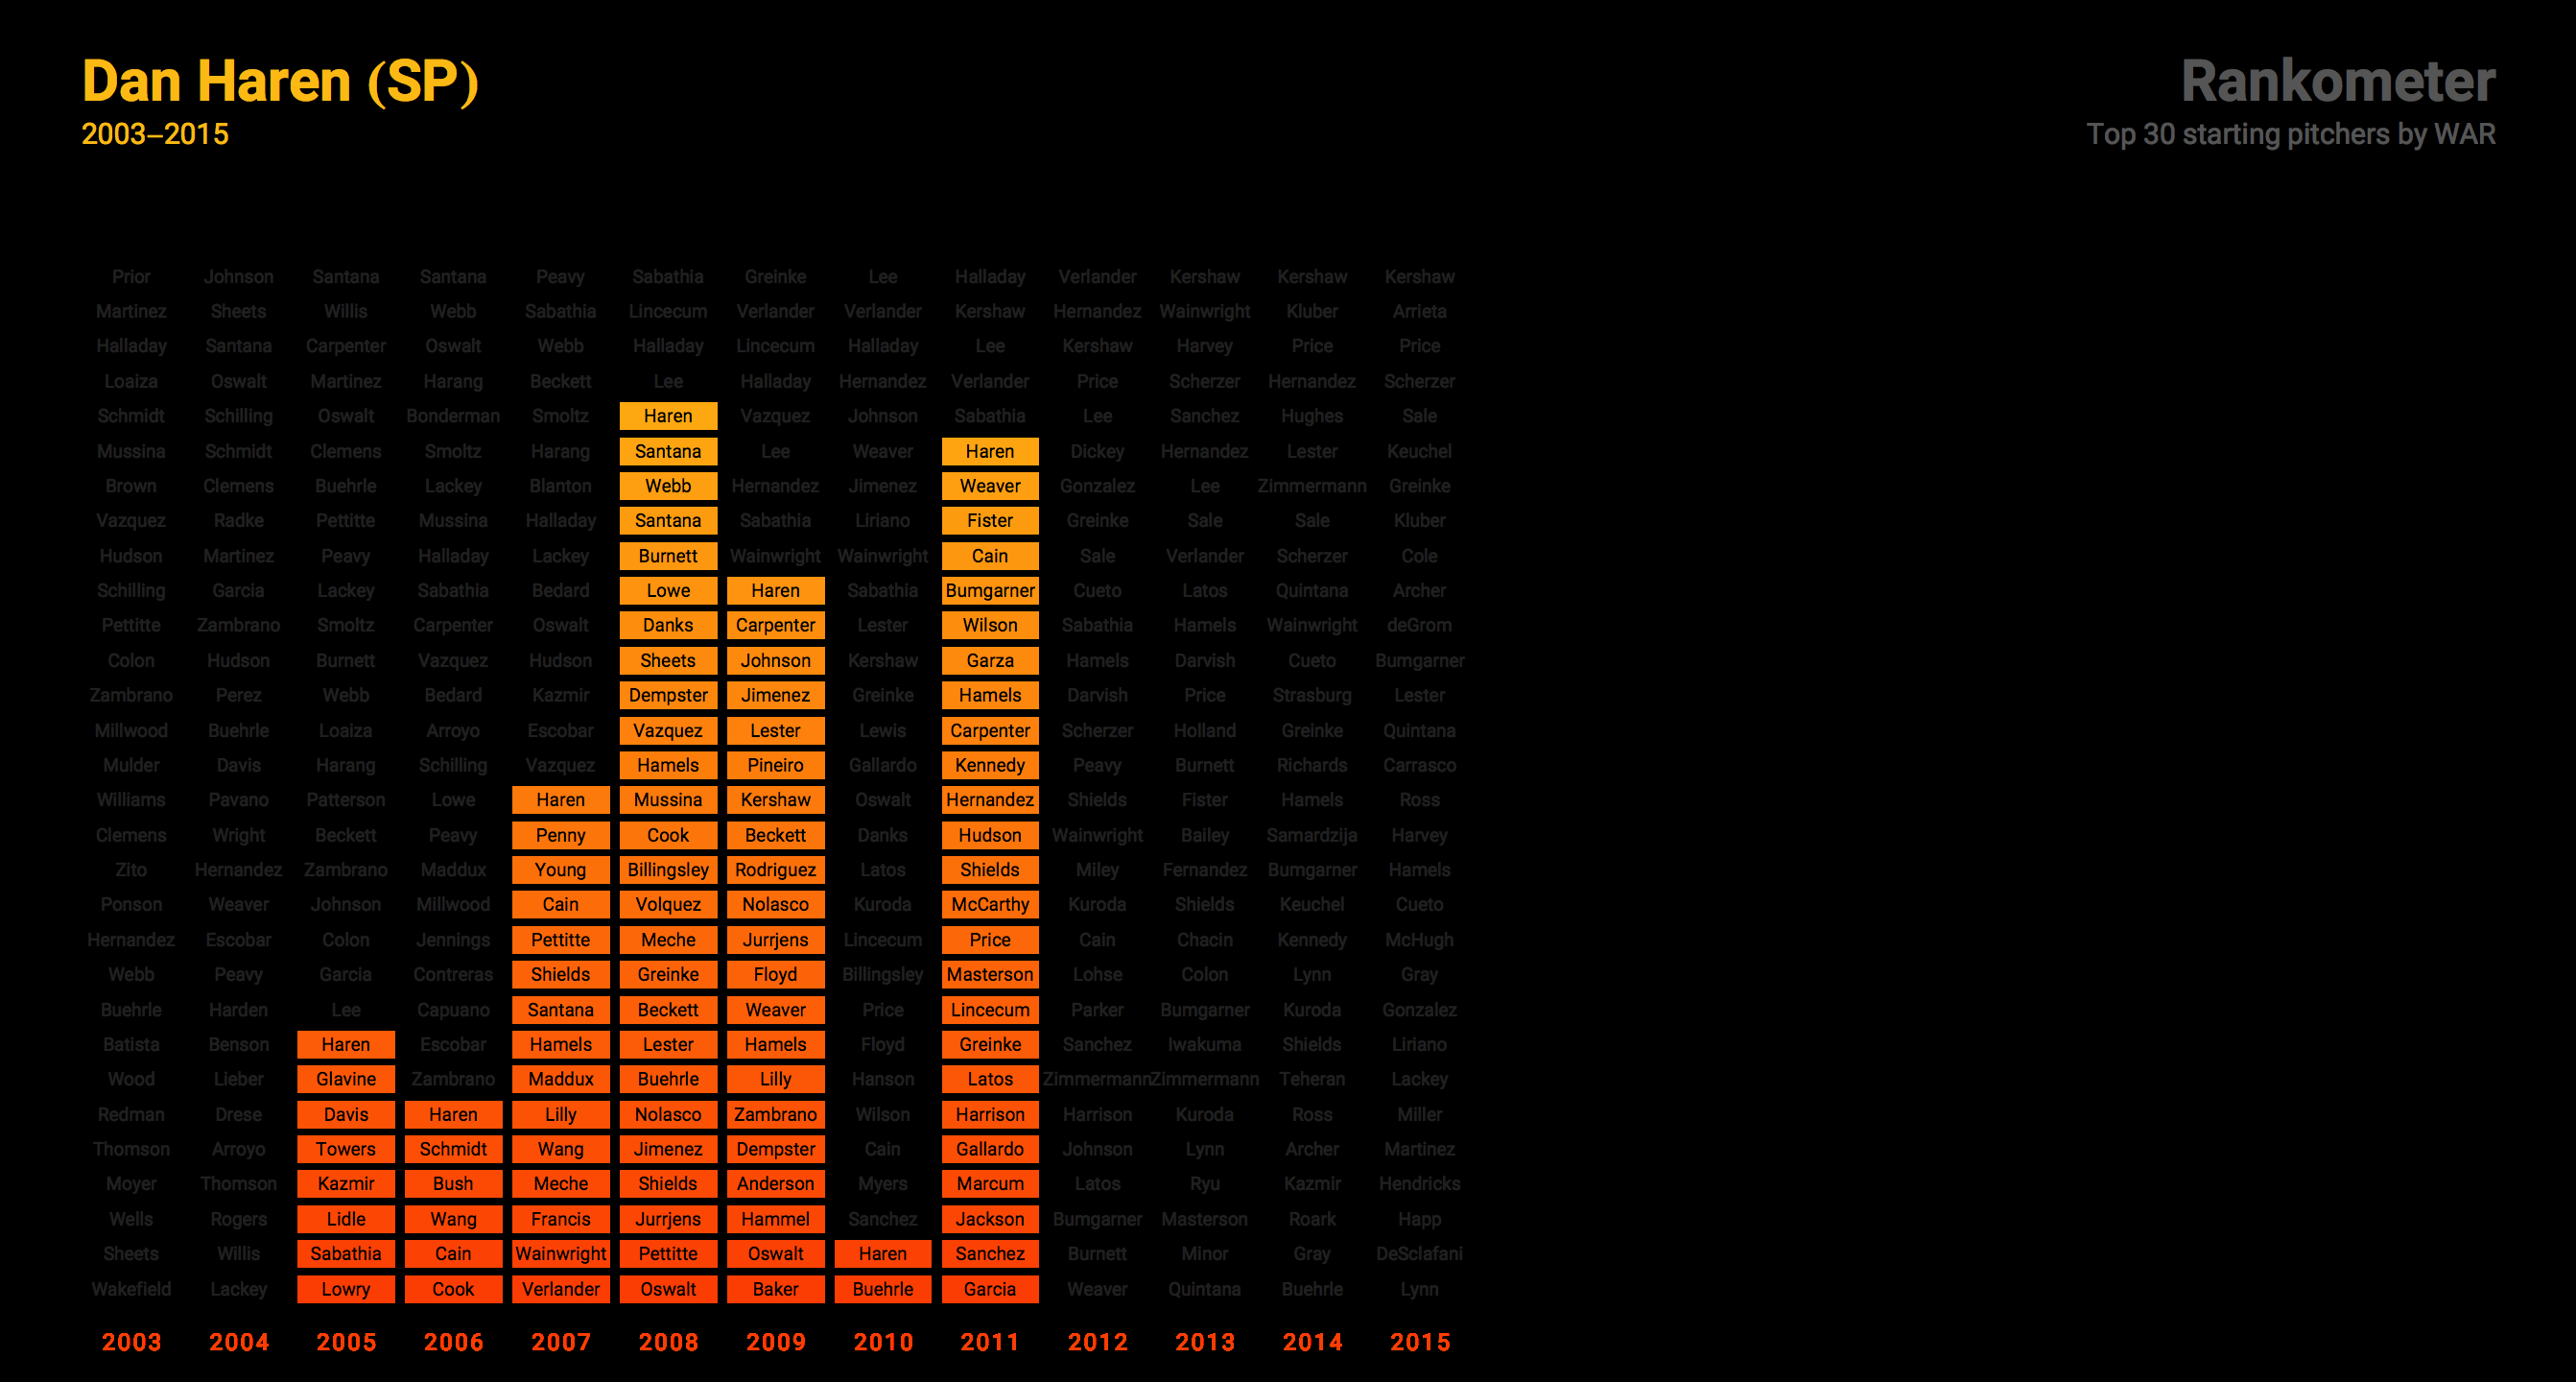 Dan Haren (SP)
2003–2015
Rankometer
Top 30 starting pitchers by WAR
Prior Johnson Santana Santana Peavy Sabathia Greinke Lee Halladay Verlander Kershaw Kershaw Kershaw
Martinez Sheets Willis Webb Sabathia Lincecum Verlander Verlander Kershaw Hernandez Wainwright Kluber Arrieta
Halladay Santana Carpenter Oswalt Webb Halladay Lincecum Halladay Lee Kershaw Harvey Price Price
Loaiza Oswalt Martinez Harang Beckett Lee Halladay Hernandez Verlander Price Scherzer Hernandez Scherzer
Schmidt Schilling Oswalt Bonderman Smoltz Haren Vazquez Johnson Sabathia Lee Sanchez Hughes Sale
Mussina Schmidt Clemens Smoltz Harang Santana Lee Weaver Haren Dickey Hernandez Lester Keuchel
Brown Clemens Buehrle Lackey Blanton Webb Hernandez Jimenez Weaver Gonzalez Lee Zimmermann Greinke
Vazquez Radke Pettitte Mussina Halladay Santana Sabathia Liriano Fister Greinke Sale Sale Kluber
Hudson Martinez Peavy Halladay Lackey Burnett Wainwright Wainwright Cain Sale Verlander Scherzer Cole
Schilling Garcia Lackey Sabathia Bedard Lowe Haren Sabathia Bumgarner Cueto Latos Quintana Archer
Pettitte Zambrano Smoltz Carpenter Oswalt Danks Carpenter Lester Wilson Sabathia Hamels Wainwright deGrom
Colon Hudson Burnett Vazquez Hudson Sheets Johnson Kershaw Garza Hamels Darvish Cueto Bumgarner
Zambrano Perez Webb Bedard Kazmir Dempster Jimenez Greinke Hamels Darvish Price Strasburg Lester
Millwood Buehrle Loaiza Arroyo Escobar Vazquez Lester Lewis Carpenter Scherzer Holland Greinke Quintana
Mulder Davis Harang Schilling Vazquez Hamels Pineiro Gallardo Kennedy Peavy Burnett Richards Carrasco
Williams Pavano Patterson Lowe Haren Mussina Kershaw Oswalt Hernandez Shields Fister Hamels Ross
Clemens Wright Beckett Peavy Penny Cook Beckett Danks Hudson Wainwright Bailey Samardzija Harvey
Zito Hernandez Zambrano Maddux Young Billingsley Rodriguez Latos Shields Miley Fernandez Bumgarner Hamels
Ponson Weaver Johnson Millwood Cain Volquez Nolasco Kuroda McCarthy Kuroda Shields Keuchel Cueto
Hernandez Escobar Colon Jennings Pettitte Meche Jurrjens Lincecum Price Cain Chacin Kennedy McHugh
Webb Peavy Garcia Contreras Shields Greinke Floyd Billingsley Masterson Lohse Colon Lynn Gray
Buehrle Harden Lee Capuano Santana Beckett Weaver Price Lincecum Parker Bumgarner Kuroda Gonzalez
Batista Benson Haren Escobar Hamels Lester Hamels Floyd Greinke Sanchez Iwakuma Shields Liriano
Wood Lieber Glavine Zambrano Maddux Buehrle Lilly Hanson Latos Zimmermann Zimmermann Teheran Lackey
Redman Drese Davis Haren Lilly Nolasco Zambrano Wilson Harrison Harrison Kuroda Ross Miller
Thomson Arroyo Towers Schmidt Wang Jimenez Dempster Cain Gallardo Johnson Lynn Archer Martinez
Moyer Thomson Kazmir Bush Meche Shields Anderson Myers Marcum Latos Ryu Kazmir Hendricks
Wells Rogers Lidle Wang Francis Jurrjens Hammel Sanchez Jackson Bumgarner Masterson Roark Happ
Sheets Willis Sabathia Cain Wainwright Pettitte Oswalt Haren Sanchez Burnett Minor Gray DeSclafani
Wakefield Lackey Lowry Cook Verlander Oswalt Baker Buehrle Garcia Weaver Quintana Buehrle Lynn
2003 2004 2005 2006 2007 2008 2009 2010 2011 2012 2013 2014 2015